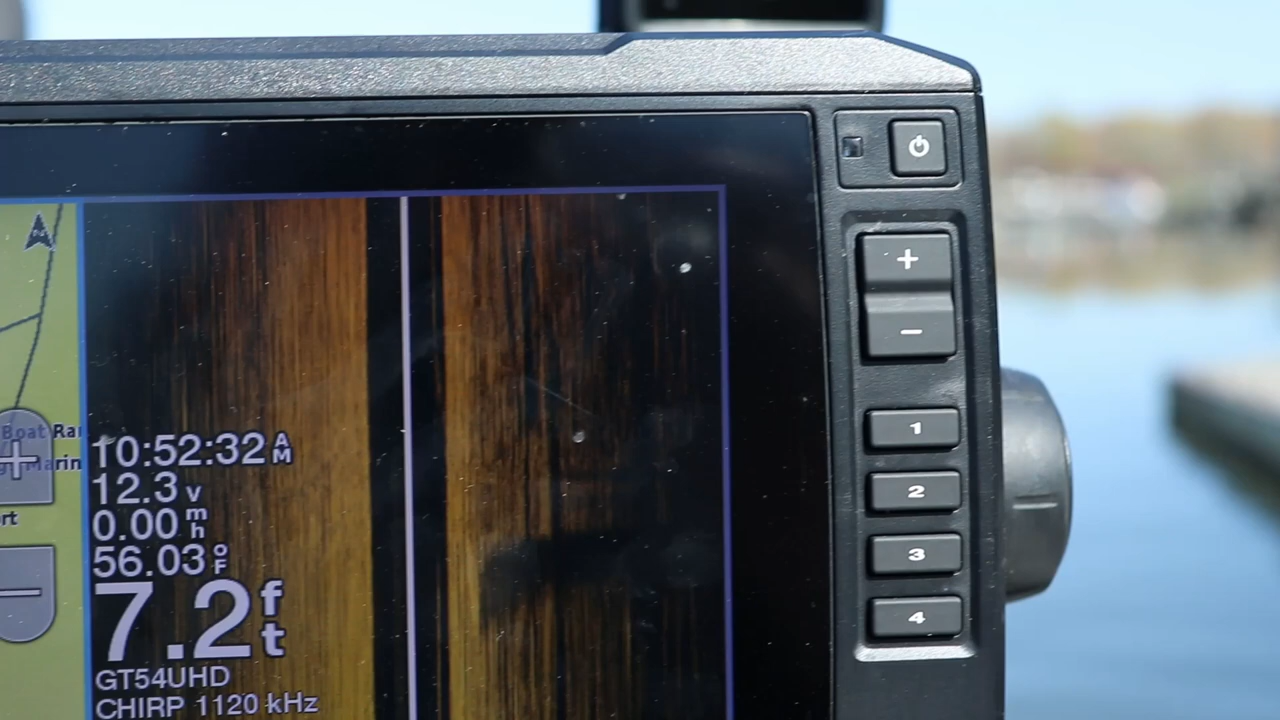 Boat Ra
Marin
rt
10:52:32 AM
12.3 v
0.00 mh
56.03 °F
7.2 ft
GT54UHD
CHIRP 1120 kHz
+
−
1
2
3
4